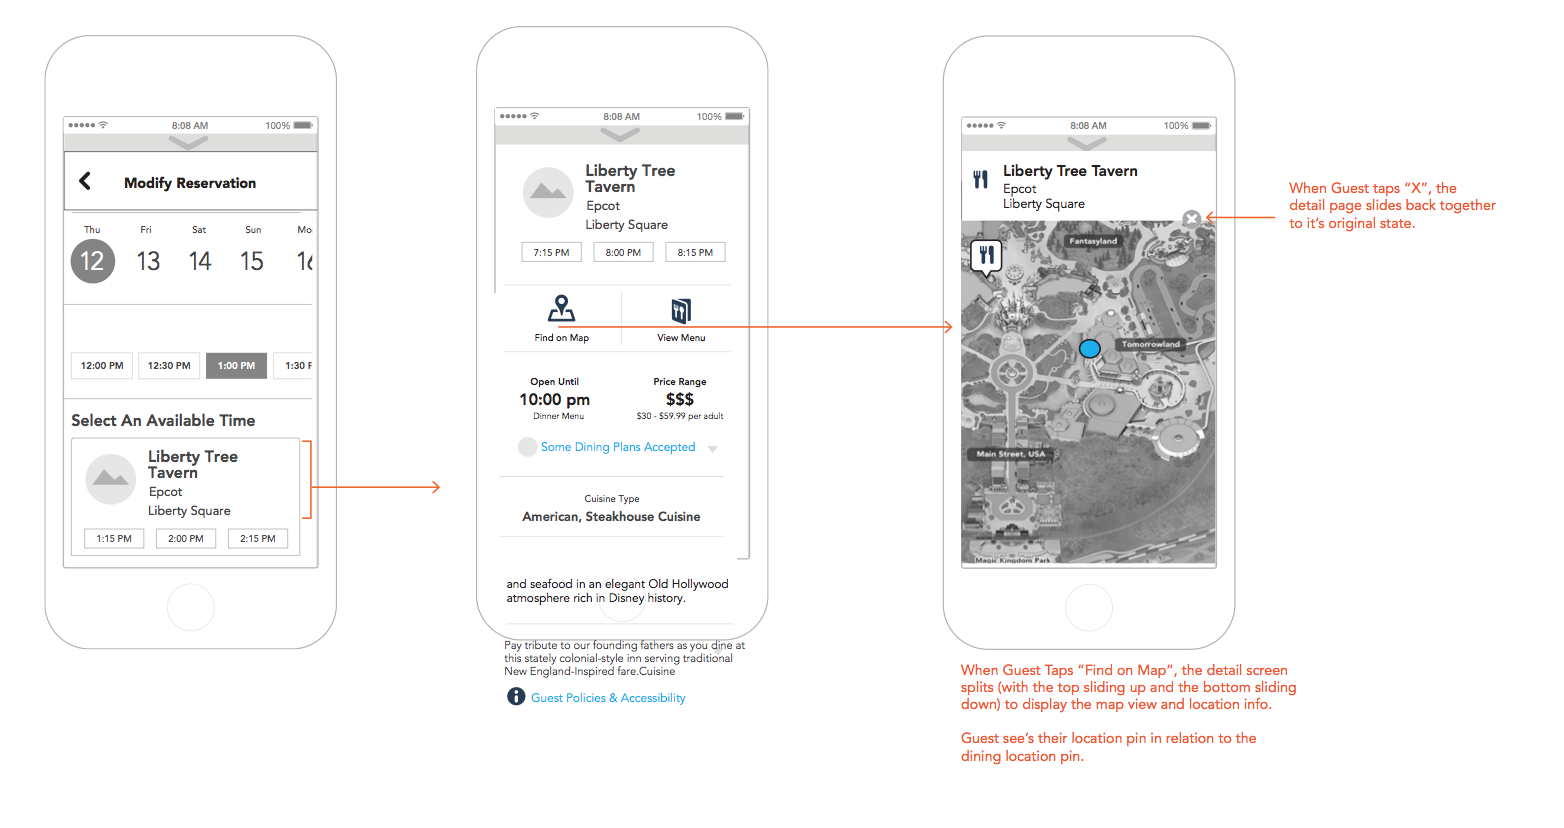 8:08 AM
100%
Modify Reservation
Thu Fri Sat Sun Mo
12 13 14 15 16
12:00 PM 12:30 PM 1:00 PM 1:30 P
Select An Available Time
Liberty Tree
Tavern
Epcot
Liberty Square
1:15 PM 2:00 PM 2:15 PM
8:08 AM
100%
Liberty Tree
Tavern
Epcot
Liberty Square
7:15 PM 8:00 PM 8:15 PM
Find on Map View Menu
Open Until Price Range
10:00 pm $$$
Dinner Menu $30 - $59.99 per adult
Some Dining Plans Accepted
Cuisine Type
American, Steakhouse Cuisine
and seafood in an elegant Old Hollywood
atmosphere rich in Disney history.
Pay tribute to our founding fathers as you dine at
this stately colonial-style inn serving traditional
New England-Inspired fare.Cuisine
Guest Policies & Accessibility
8:08 AM
100%
Liberty Tree Tavern
Epcot
Liberty Square
Fantasyland
Tomorrowland
Main Street, USA
Magic Kingdom Park
When Guest taps “X”, the
detail page slides back together
to it’s original state.
When Guest Taps “Find on Map”, the detail screen
splits (with the top sliding up and the bottom sliding
down) to display the map view and location info.
Guest see’s their location pin in relation to the
dining location pin.